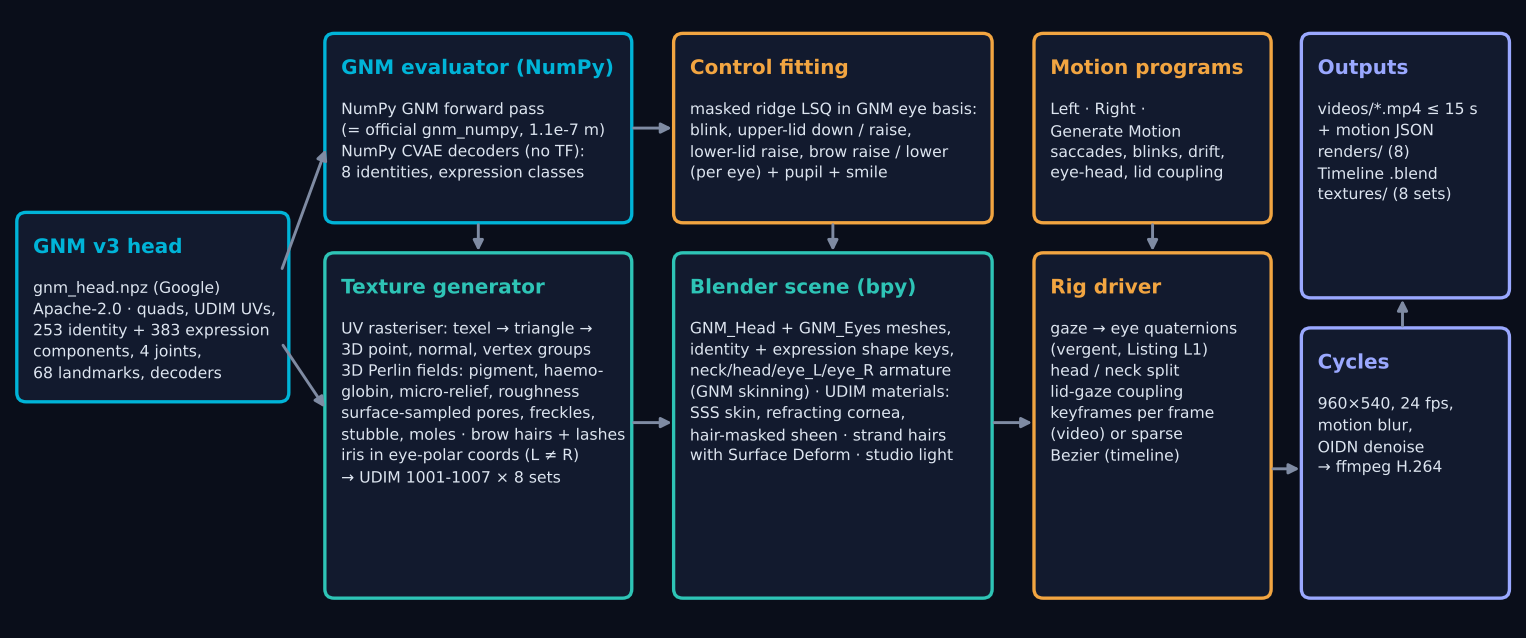 GNM v3 head
gnm_head.npz (Google)
Apache-2.0 · quads, UDIM UVs,
253 identity + 383 expression
components, 4 joints,
68 landmarks, decoders
GNM evaluator (NumPy)
NumPy GNM forward pass
(= official gnm_numpy, 1.1e-7 m)
NumPy CVAE decoders (no TF):
8 identities, expression classes
Texture generator
UV rasteriser: texel → triangle →
3D point, normal, vertex groups
3D Perlin fields: pigment, haemo-
globin, micro-relief, roughness
surface-sampled pores, freckles,
stubble, moles · brow hairs + lashes
iris in eye-polar coords (L ≠ R)
→ UDIM 1001-1007 × 8 sets
Control fitting
masked ridge LSQ in GNM eye basis:
blink, upper-lid down / raise,
lower-lid raise, brow raise / lower
(per eye) + pupil + smile
Blender scene (bpy)
GNM_Head + GNM_Eyes meshes,
identity + expression shape keys,
neck/head/eye_L/eye_R armature
(GNM skinning) · UDIM materials:
SSS skin, refracting cornea,
hair-masked sheen · strand hairs
with Surface Deform · studio light
Motion programs
Left · Right ·
Generate Motion
saccades, blinks, drift,
eye-head, lid coupling
Rig driver
gaze → eye quaternions
(vergent, Listing L1)
head / neck split
lid-gaze coupling
keyframes per frame
(video) or sparse
Bezier (timeline)
Outputs
videos/*.mp4 ≤ 15 s
+ motion JSON
renders/ (8)
Timeline .blend
textures/ (8 sets)
Cycles
960×540, 24 fps,
motion blur,
OIDN denoise
→ ffmpeg H.264